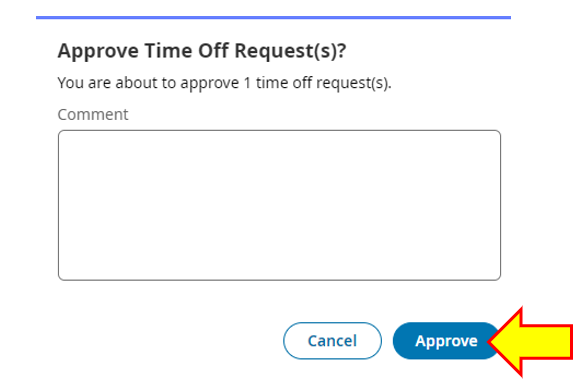 Approve Time Off Request(s)?
You are about to approve 1 time off request(s).
Comment
Cancel Approve